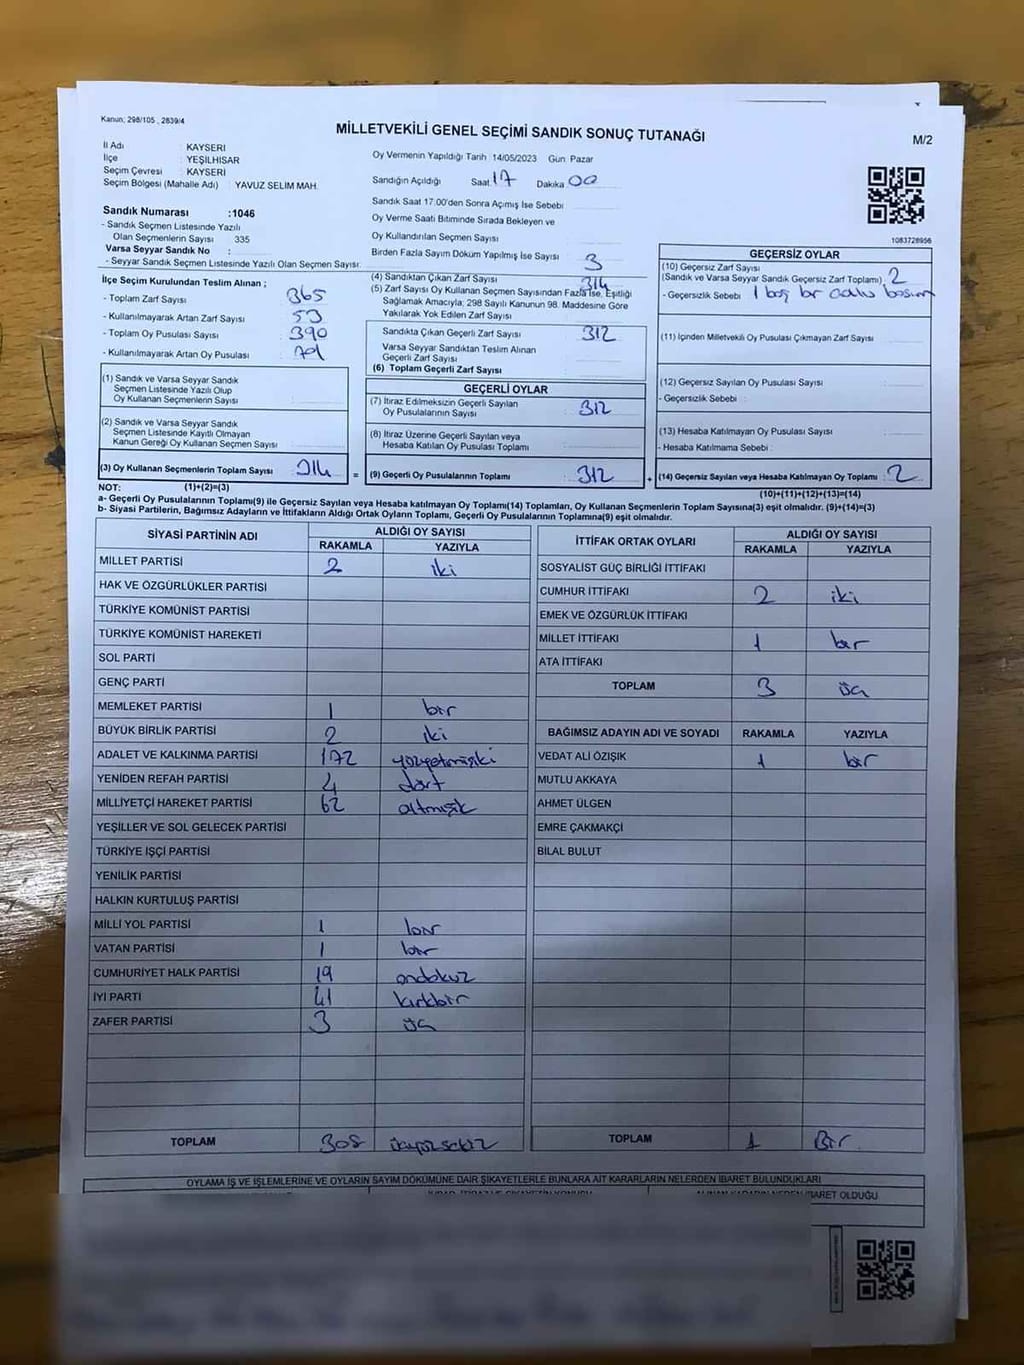 Kanun; 298/105 , 2839/4
MİLLETVEKİLİ GENEL SEÇİMİ SANDIK SONUÇ TUTANAĞI
M/2
İl Adı : KAYSERİ
İlçe : YEŞİLHİSAR
Seçim Çevresi : KAYSERİ
Seçim Bölgesi (Mahalle Adı) : YAVUZ SELİM MAH.
Sandık Numarası :1046
- Sandık Seçmen Listesinde Yazılı
Olan Seçmenlerin Sayısı : 335
Varsa Seyyar Sandık No :
- Seyyar Sandık Seçmen Listesinde Yazılı Olan Seçmen Sayısı:
İlçe Seçim Kurulundan Teslim Alınan ;
- Toplam Zarf Sayısı : 365
- Kullanılmayarak Artan Zarf Sayısı : 53
- Toplam Oy Pusulası Sayısı : 390
- Kullanılmayarak Artan Oy Pusulası :
(1) Sandık ve Varsa Seyyar Sandık
Seçmen Listesinde Yazılı Olup
Oy Kullanan Seçmenlerin Sayısı :
(2) Sandık ve Varsa Seyyar Sandık
Seçmen Listesinde Kayıtlı Olmayan
Kanun Gereği Oy Kullanan Seçmen Sayısı :
(3) Oy Kullanan Seçmenlerin Toplam Sayısı : 314
Oy Vermenin Yapıldığı Tarih : 14/05/2023 Gün: Pazar
Sandığın Açıldığı Saat: 17 Dakika: 00
Sandık Saat 17.00'den Sonra Açımış İse Sebebi :
Oy Verme Saati Bitiminde Sırada Bekleyen ve
Oy Kullandırılan Seçmen Sayısı :
Birden Fazla Sayım Döküm Yapılmış İse Sayısı : 3
(4) Sandıktan Çıkan Zarf Sayısı : 314
(5) Zarf Sayısı Oy Kullanan Seçmen Sayısından Fazla İse, Eşitliği
Sağlamak Amacıyla; 298 Sayılı Kanunun 98. Maddesine Göre
Yakılarak Yok Edilen Zarf Sayısı :
Sandıkta Çıkan Geçerli Zarf Sayısı : 312
Varsa Seyyar Sandıktan Teslim Alınan
Geçerli Zarf Sayısı :
(6) Toplam Geçerli Zarf Sayısı :
GEÇERLİ OYLAR
(7) İtiraz Edilmeksizin Geçerli Sayılan
Oy Pusulalarının Sayısı : 312
(8) İtiraz Üzerine Geçerli Sayılan veya
Hesaba Katılan Oy Pusulası Toplamı :
= (9) Geçerli Oy Pusulalarının Toplamı : 312 +
1083728956
GEÇERSİZ OYLAR
(10) Geçersiz Zarf Sayısı
(Sandık ve Varsa Seyyar Sandık Geçersiz Zarf Toplamı) : 2
- Geçersizlik Sebebi : 1 boş bir
(11) İçinden Milletvekili Oy Pusulası Çıkmayan Zarf Sayısı :
(12) Geçersiz Sayılan Oy Pusulası Sayısı :
- Geçersizlik Sebebi :
(13) Hesaba Katılmayan Oy Pusulası Sayısı :
- Hesaba Katılmama Sebebi :
(14) Geçersiz Sayılan veya Hesaba Katılmayan Oy Toplamı : 2
NOT: (1)+(2)=(3)
(10)+(11)+(12)+(13)=(14)
a- Geçerli Oy Pusulalarının Toplamı(9) ile Geçersiz Sayılan veya Hesaba katılmayan Oy Toplamı(14) Toplamları, Oy Kullanan Seçmenlerin Toplam Sayısına(3) eşit olmalıdır. (9)+(14)=(3)
b- Siyasi Partilerin, Bağımsız Adayların ve İttifakların Aldığı Ortak Oyların Toplamı, Geçerli Oy Pusulalarının Toplamına(9) eşit olmalıdır.
SİYASİ PARTİNİN ADI ALDIĞI OY SAYISI
RAKAMLA YAZIYLA
MİLLET PARTİSİ 2 iki
HAK VE ÖZGÜRLÜKLER PARTİSİ
TÜRKİYE KOMÜNİST PARTİSİ
TÜRKİYE KOMÜNİST HAREKETİ
SOL PARTİ
GENÇ PARTİ
MEMLEKET PARTİSİ 1 bir
BÜYÜK BİRLİK PARTİSİ 2 iki
ADALET VE KALKINMA PARTİSİ 172 yüzyetmişiki
YENİDEN REFAH PARTİSİ 4 dört
MİLLİYETÇİ HAREKET PARTİSİ 62
YEŞİLLER VE SOL GELECEK PARTİSİ
TÜRKİYE İŞÇİ PARTİSİ
YENİLİK PARTİSİ
HALKIN KURTULUŞ PARTİSİ
MİLLİ YOL PARTİSİ 1 bir
VATAN PARTİSİ 1 bir
CUMHURİYET HALK PARTİSİ 19 ondokuz
İYİ PARTİ 41 kırkbir
ZAFER PARTİSİ 3 üç
TOPLAM 308 üçyüzsekiz
İTTİFAK ORTAK OYLARI ALDIĞI OY SAYISI
RAKAMLA YAZIYLA
SOSYALİST GÜÇ BİRLİĞİ İTTİFAKI
CUMHUR İTTİFAKI 2 iki
EMEK VE ÖZGÜRLÜK İTTİFAKI
MİLLET İTTİFAKI 1 bir
ATA İTTİFAKI
TOPLAM 3 üç
BAĞIMSIZ ADAYIN ADI VE SOYADI RAKAMLA YAZIYLA
VEDAT ALİ ÖZIŞIK 1 bir
MUTLU AKKAYA
AHMET ÜLGEN
EMRE ÇAKMAKÇİ
BİLAL BULUT
TOPLAM 1 Bir
OYLAMA İŞ VE İŞLEMLERİNE VE OYLARIN SAYIM DÖKÜMÜNE DAİR ŞİKAYETLERLE BUNLARA AİT KARARLARIN NELERDEN İBARET BULUNDUKLARI